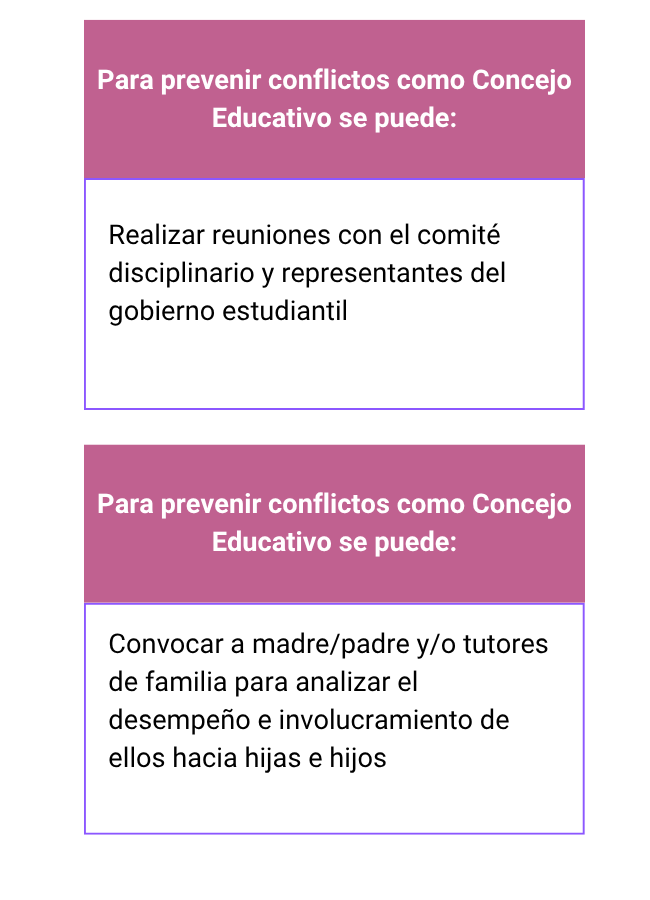 Para prevenir conflictos como Concejo
Educativo se puede:
Realizar reuniones con el comité
disciplinario y representantes del
gobierno estudiantil
Para prevenir conflictos como Concejo
Educativo se puede:
Convocar a madre/padre y/o tutores
de familia para analizar el
desempeño e involucramiento de
ellos hacia hijas e hijos